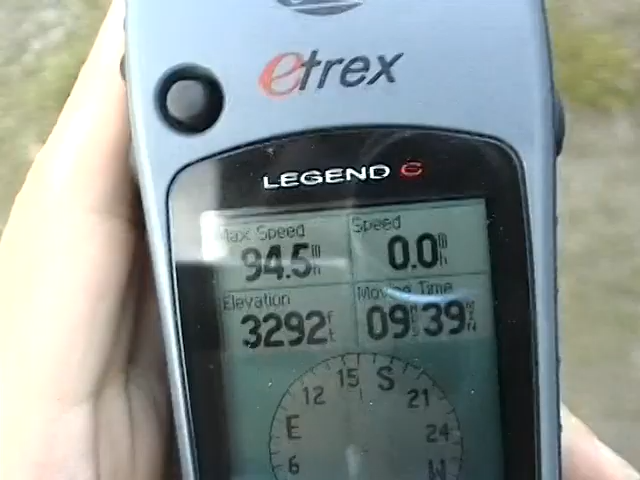 etrex
LEGEND C
Max Speed Speed
94.5 m/h 0.0 m/h
Elevation Moving Time
3292 ft 09 39
15 S
12 21
E 24
6 W